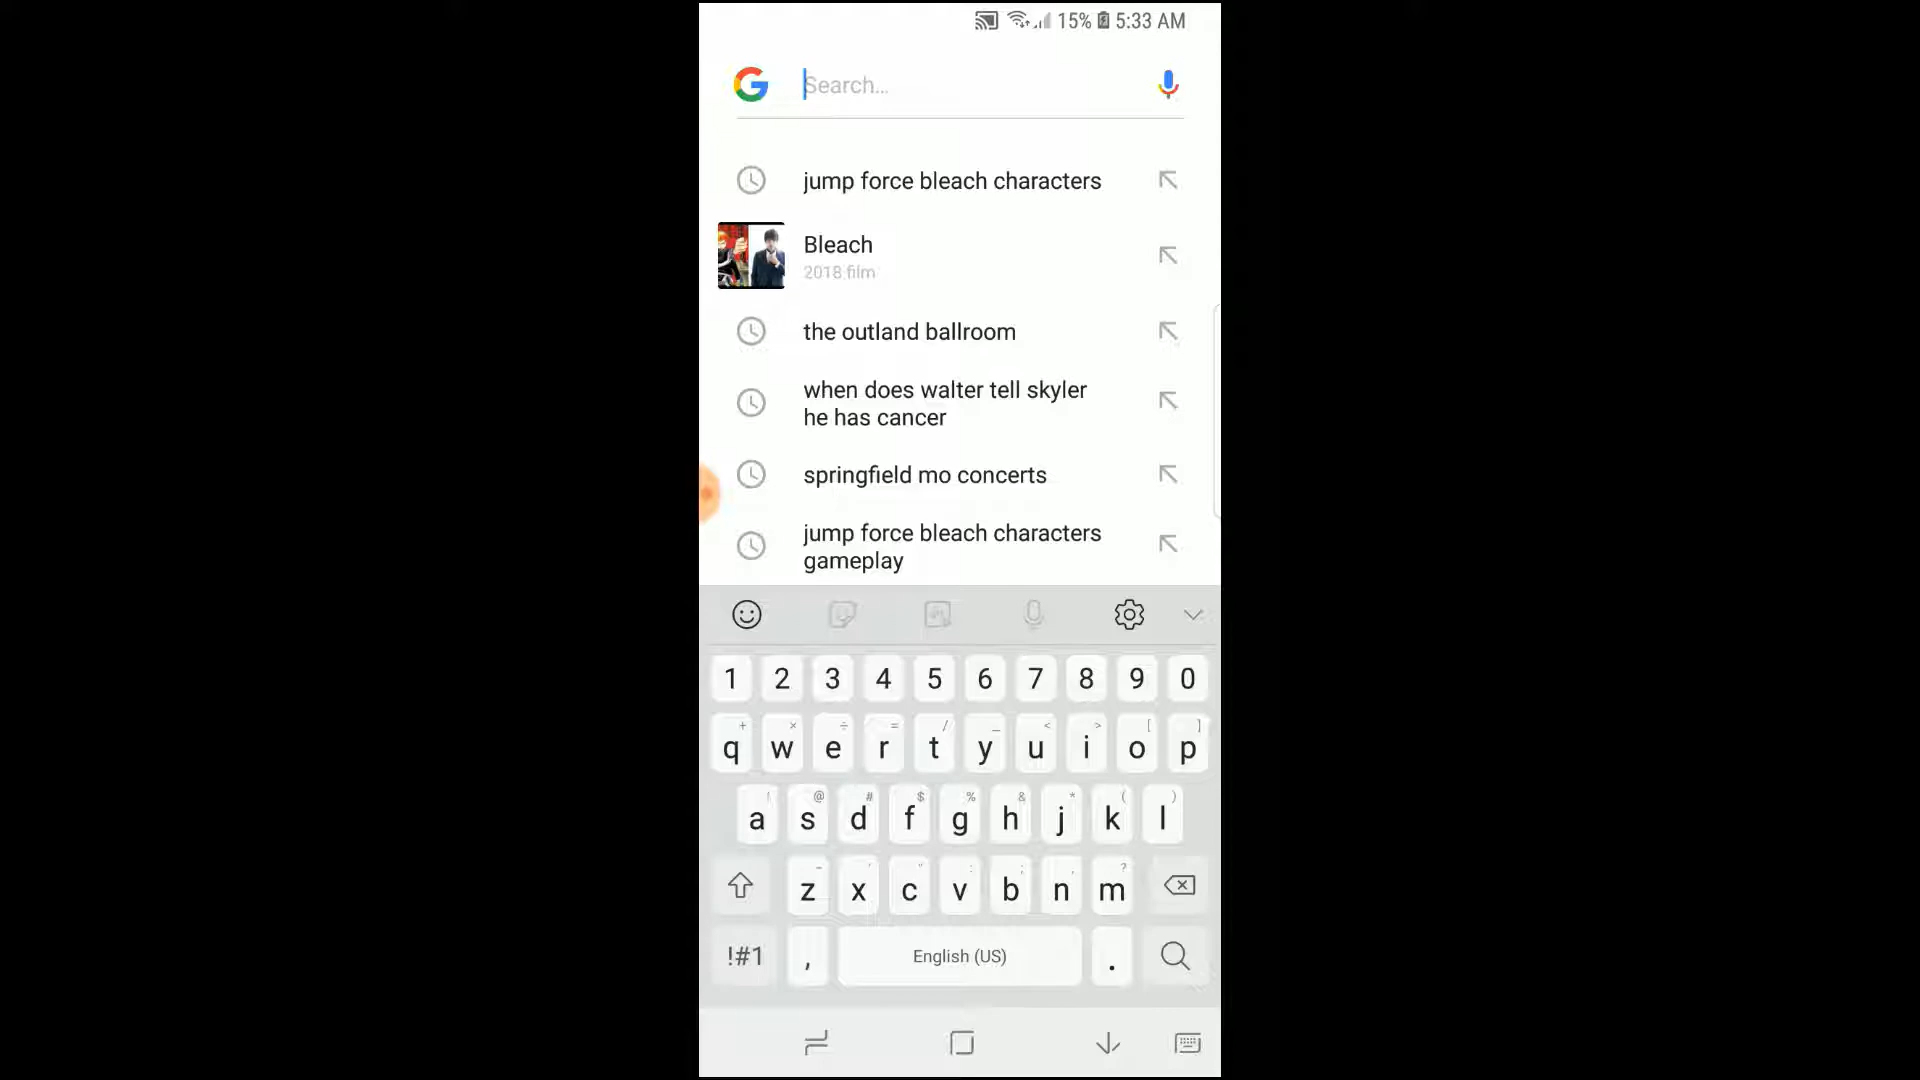 15% 5:33 AM
Search...
jump force bleach characters
Bleach
2018 film
the outland ballroom
when does walter tell skyler
he has cancer
springfield mo concerts
jump force bleach characters
gameplay
1 2 3 4 5 6 7 8 9 0
+ × ÷ = / _ < > [ ]
q w e r t y u i o p
! @ # $ % & * ( )
a s d f g h j k l
- ' " : ; , ?
z x c v b n m
!#1 , English (US) .